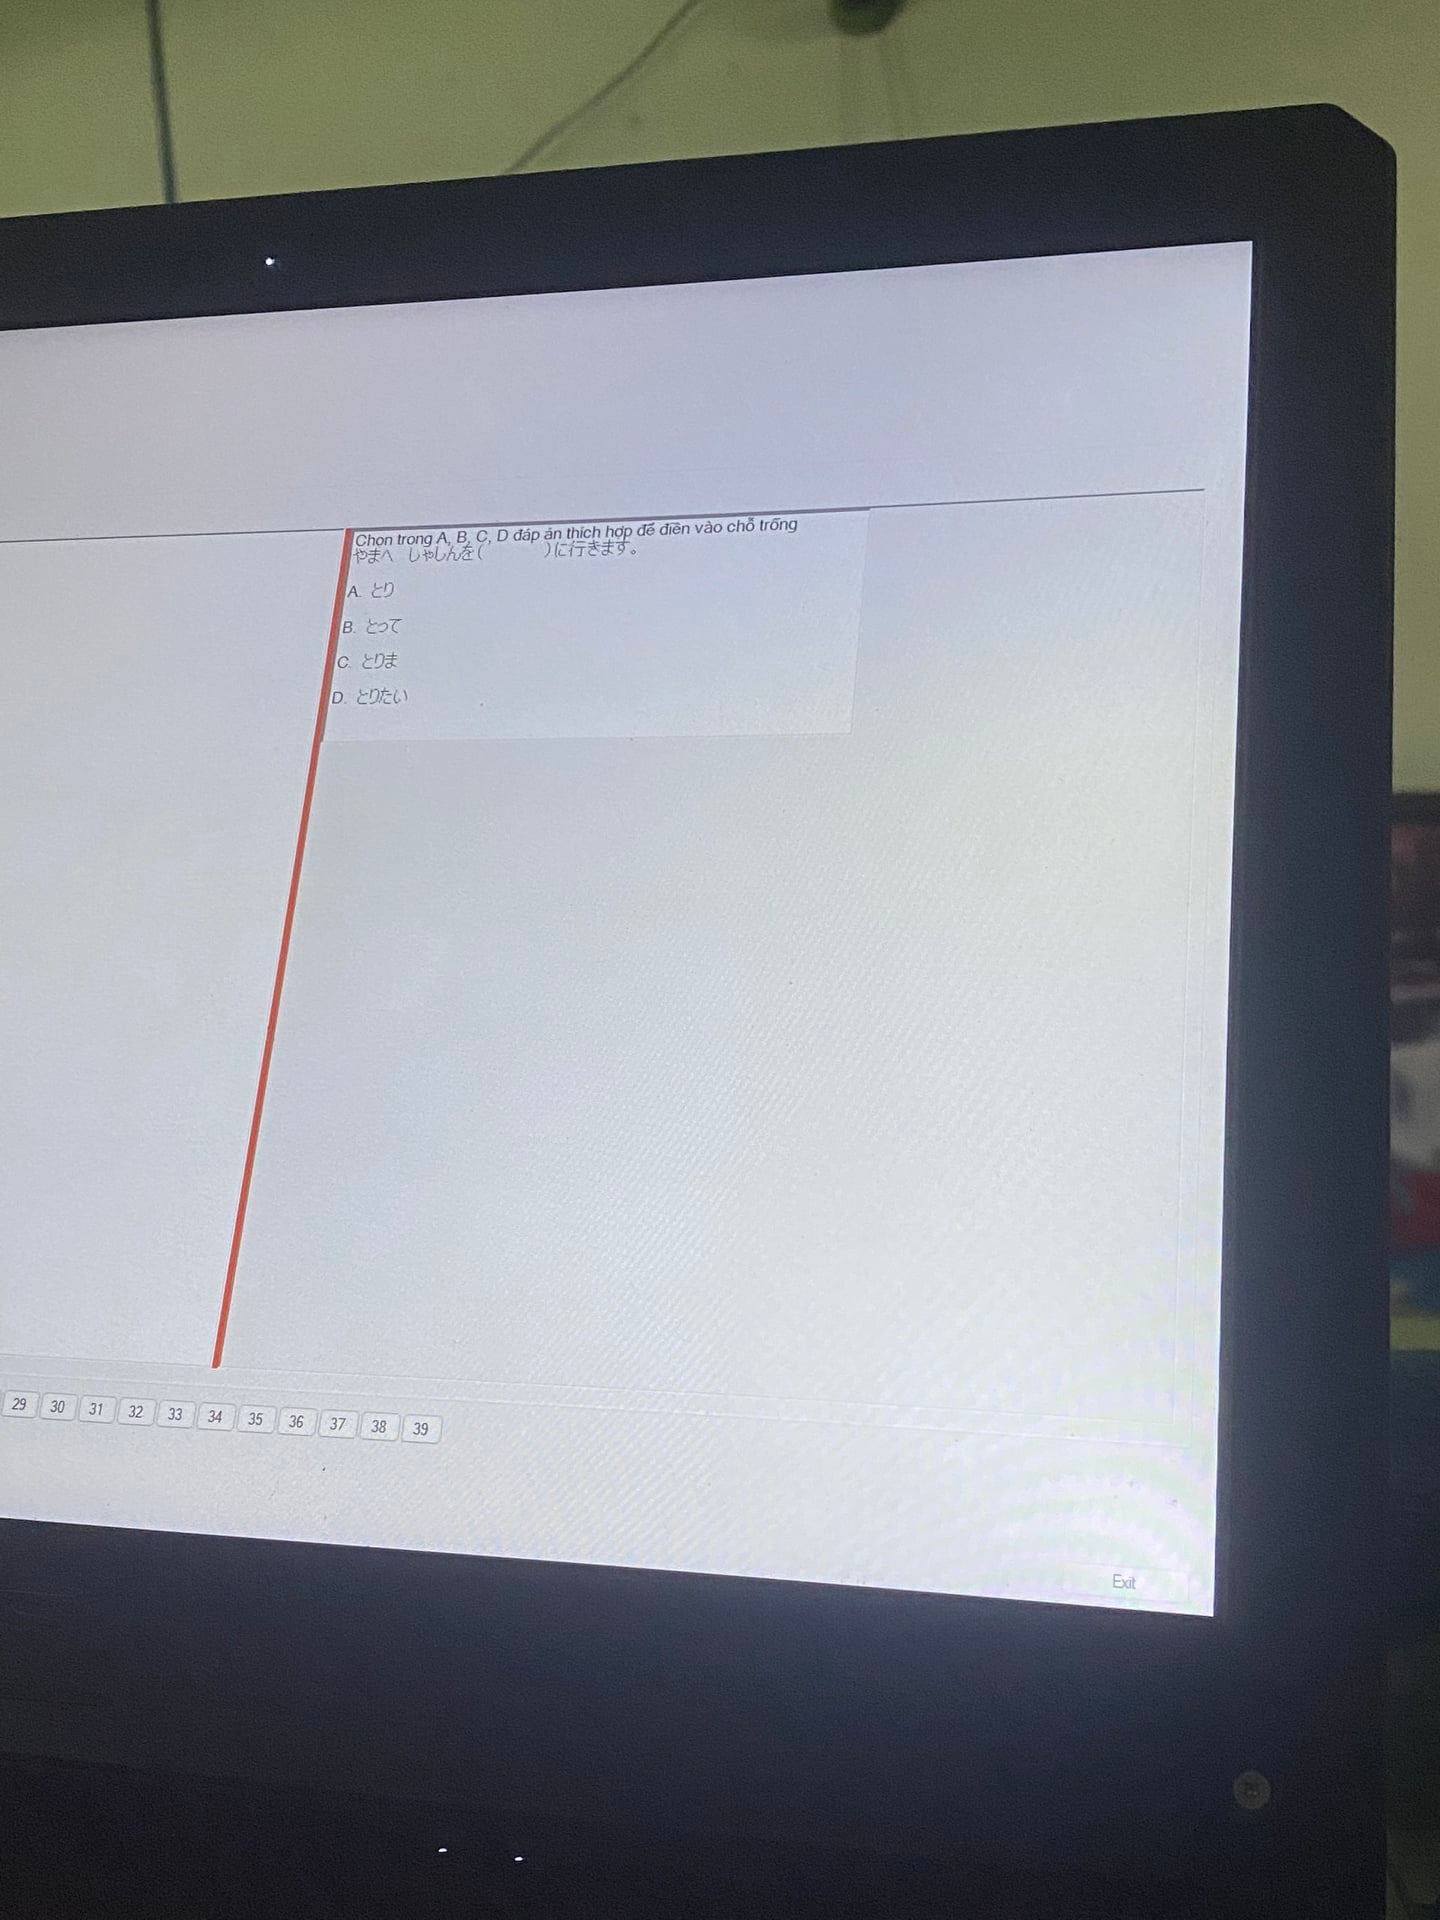 Chọn trong A, B, C, D đáp án thích hợp để điền vào chỗ trống
やまへ しゃしんを( )に行きます。
A. とり
B. とって
C. とりま
D. とりたい
29 30 31 32 33 34 35 36 37 38 39
Exit